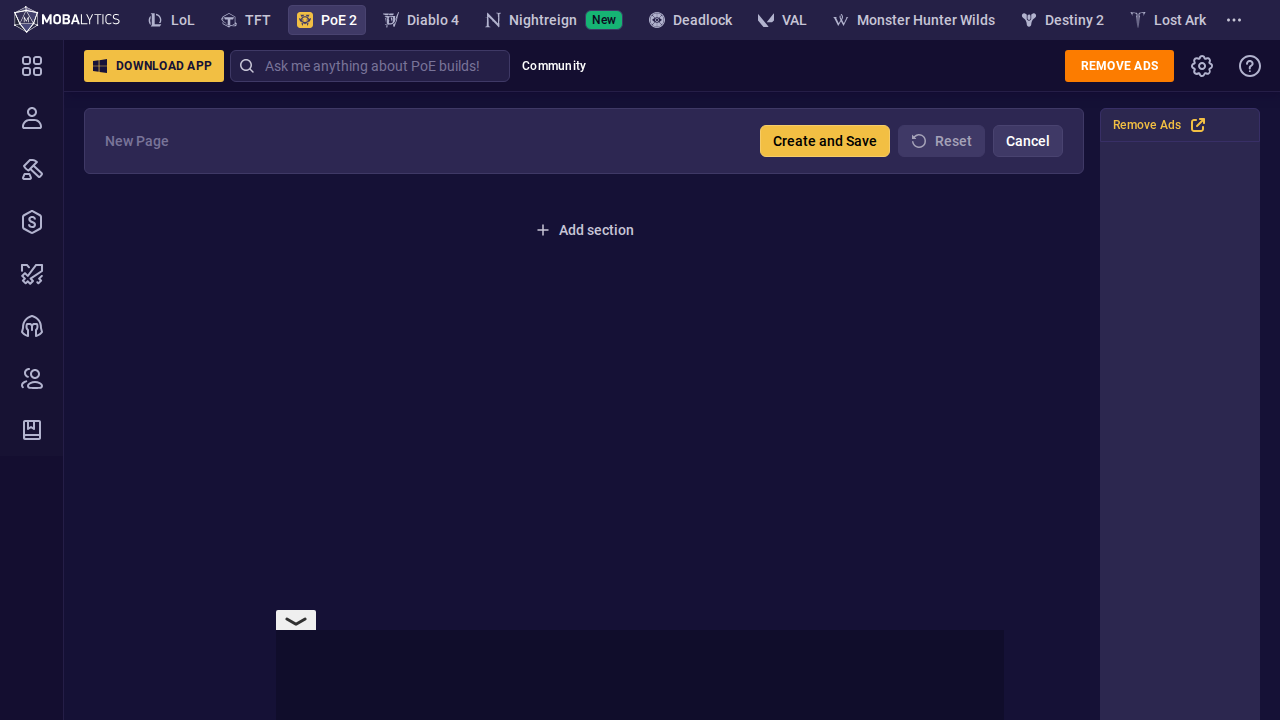 MOBALYTICS
LoL
TFT
PoE 2
Diablo 4
Nightreign New
Deadlock
VAL
Monster Hunter Wilds
Destiny 2
Lost Ark
DOWNLOAD APP
Ask me anything about PoE builds!
Community
REMOVE ADS
New Page
Create and Save
Reset
Cancel
Remove Ads
Add section